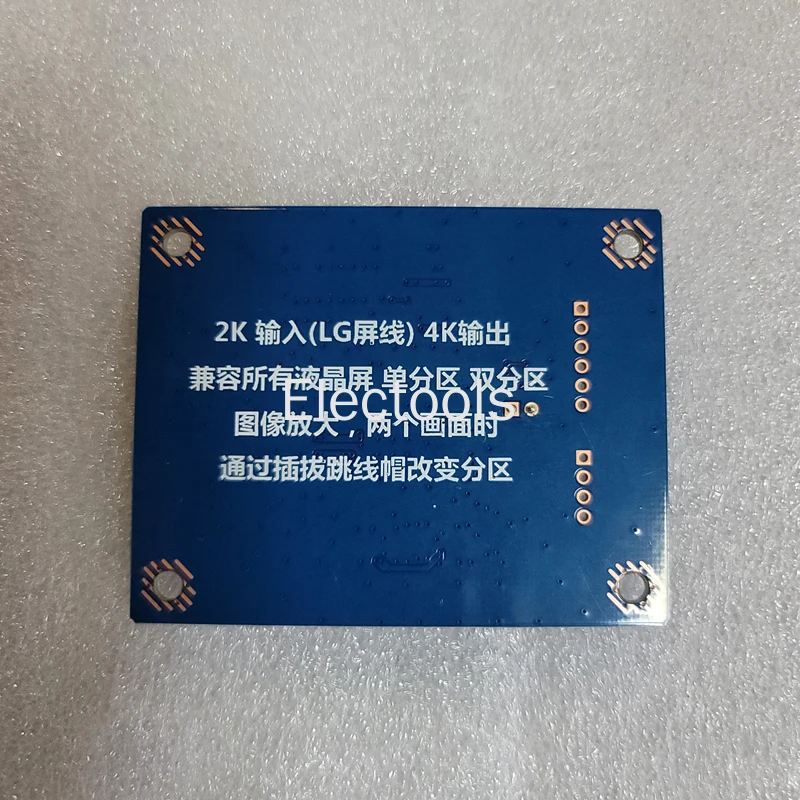 2K 输入(LG屏线) 4K输出
兼容所有液晶屏 单分区 双分区
Electools
图像放大，两个画面时
通过插拔跳线帽改变分区